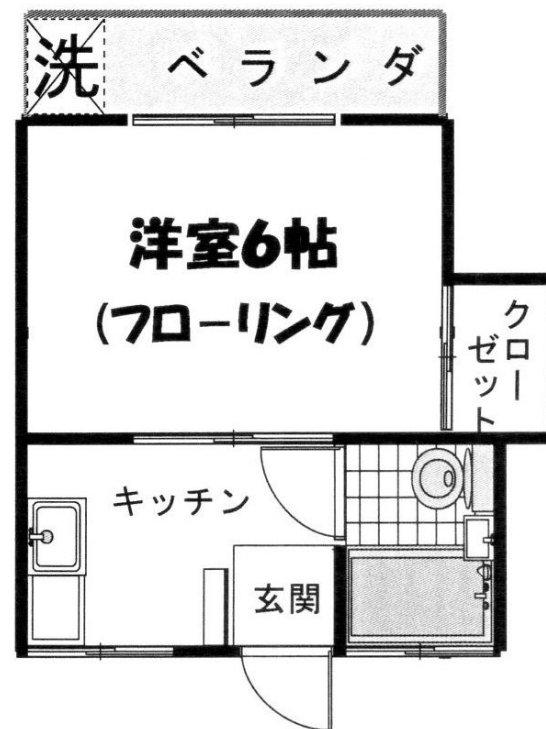 洗
ベランダ
洋室6帖
(フローリング)
クロー
ゼット
キッチン
玄関